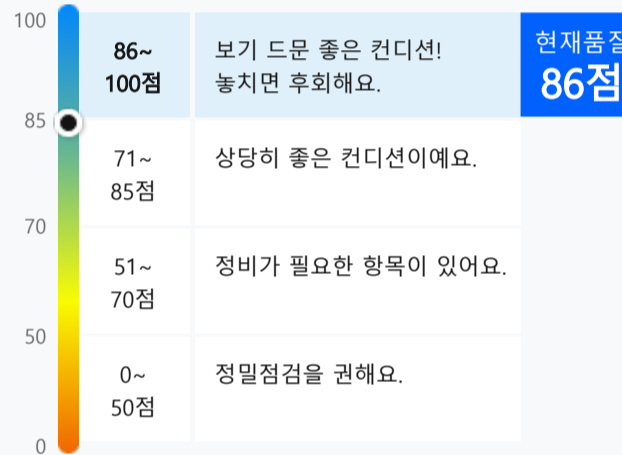 100
86~
100점
보기 드문 좋은 컨디션!
놓치면 후회해요.
현재품질
86점
85
71~
85점
상당히 좋은 컨디션이예요.
70
51~
70점
정비가 필요한 항목이 있어요.
50
0~
50점
정밀점검을 권해요.
0